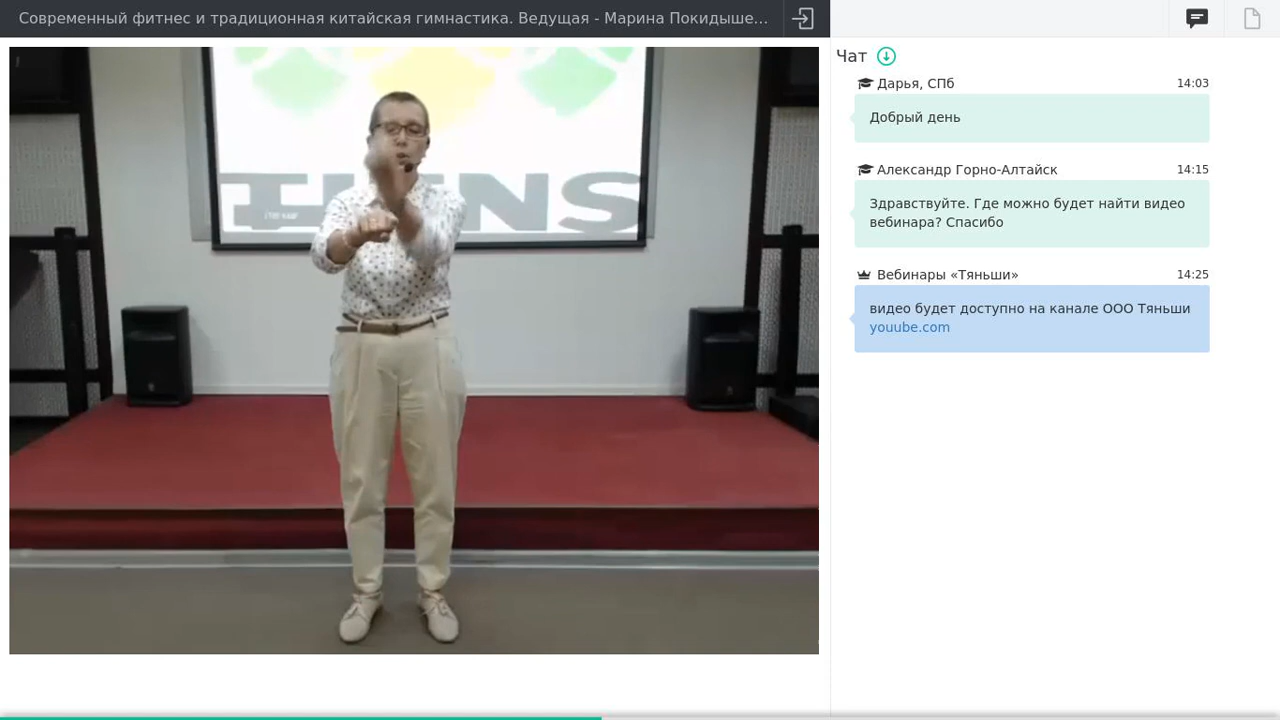 Современный фитнес и традиционная китайская гимнастика. Ведущая - Марина Покидыше...
Чат
Дарья, СПб 14:03
Добрый день
Александр Горно-Алтайск 14:15
Здравствуйте. Где можно будет найти видео
вебинара? Спасибо
Вебинары «Тяньши» 14:25
видео будет доступно на канале ООО Тяньши
youube.com
TIENS